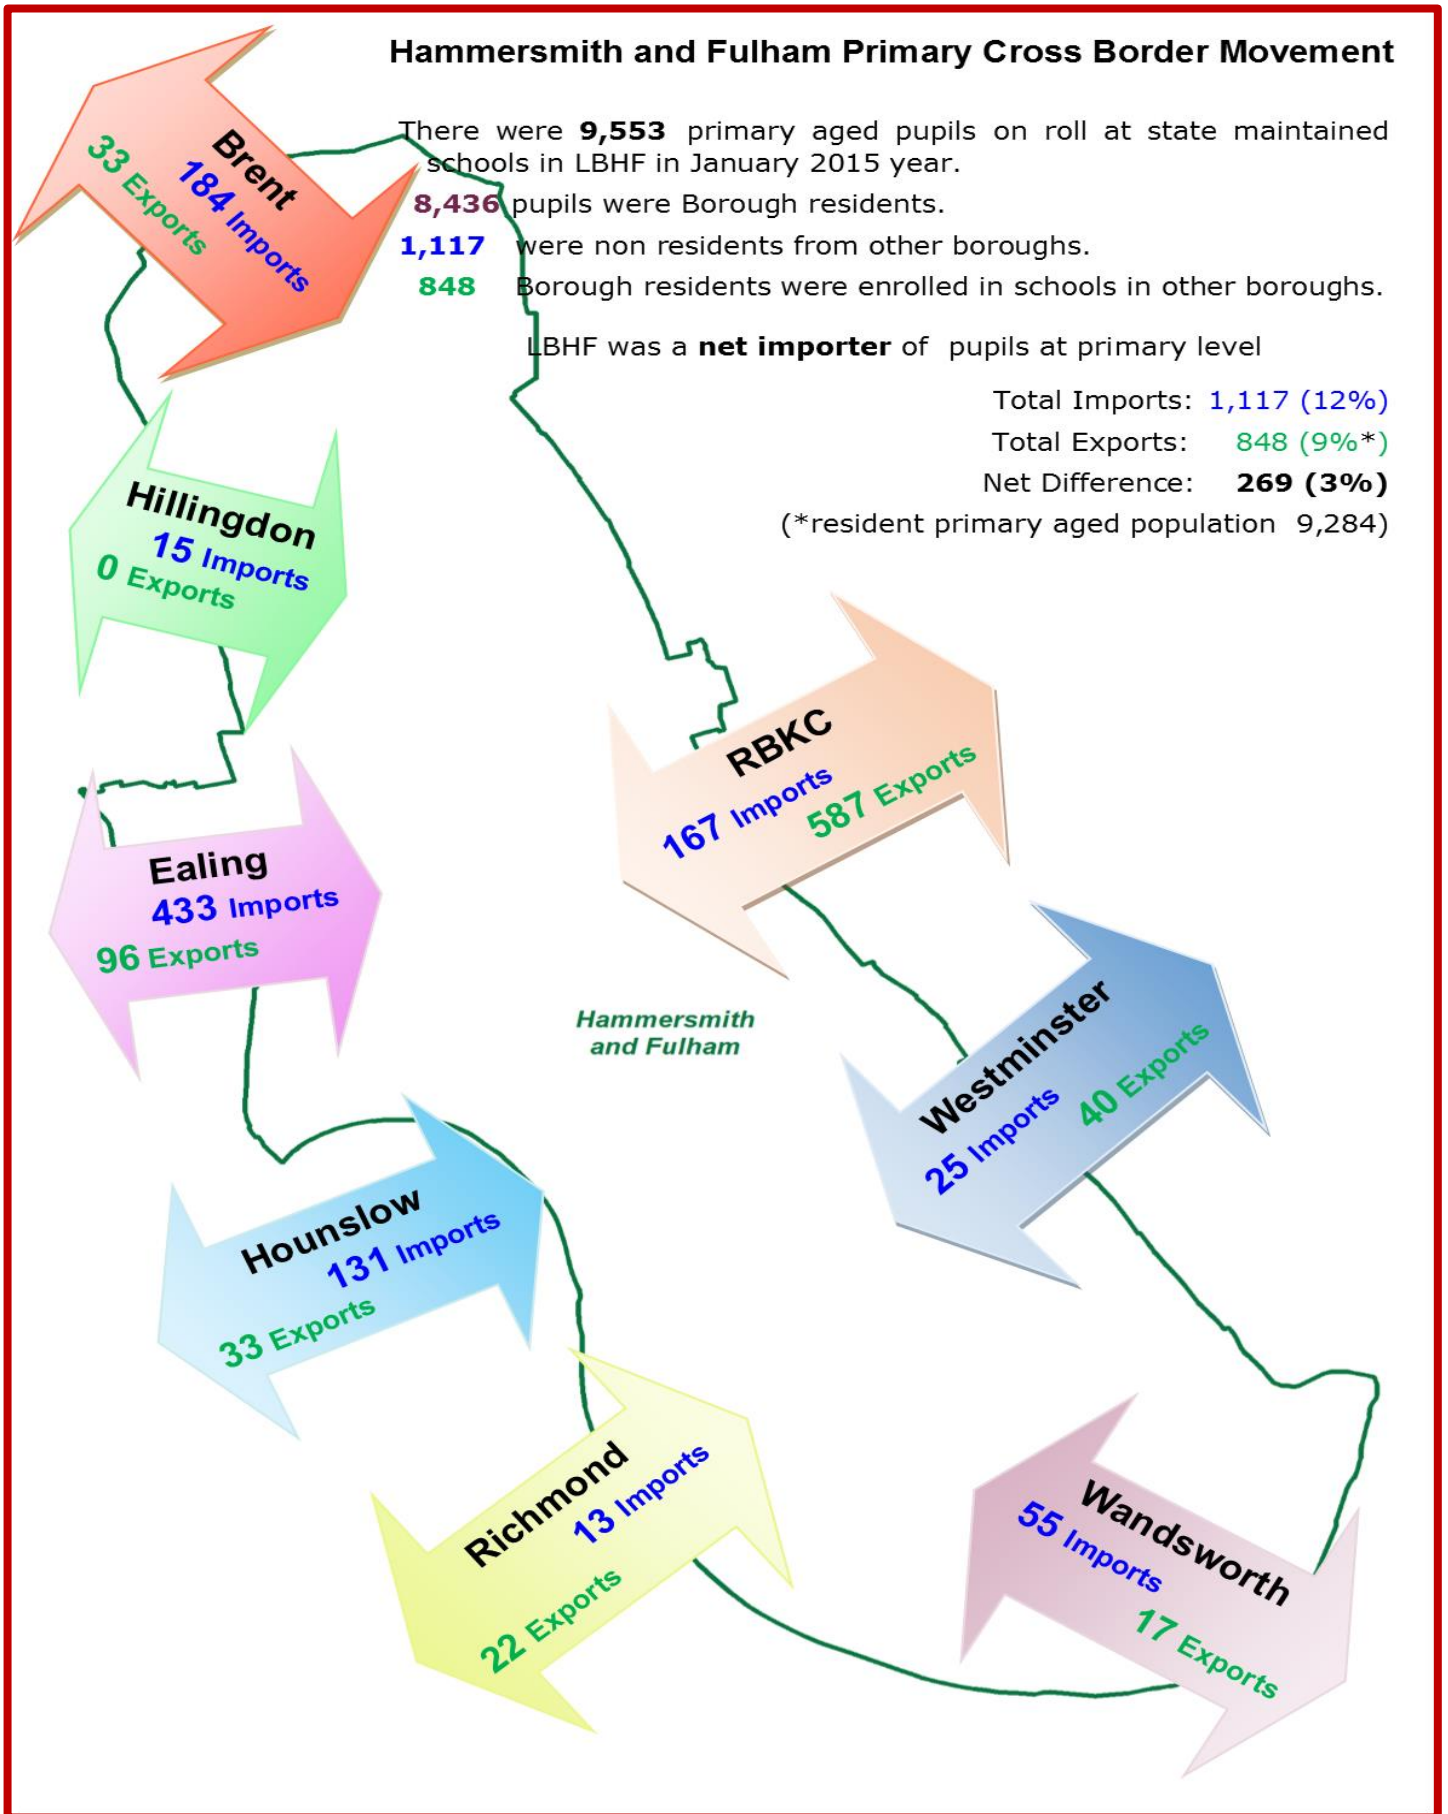 Hammersmith and Fulham Primary Cross Border Movement
There were 9,553 primary aged pupils on roll at state maintained
schools in LBHF in January 2015 year.
8,436 pupils were Borough residents.
1,117 were non residents from other boroughs.
848 Borough residents were enrolled in schools in other boroughs.
LBHF was a net importer of pupils at primary level
Total Imports: 1,117 (12%)
Total Exports: 848 (9%*)
Net Difference: 269 (3%)
(*resident primary aged population 9,284)
Brent
184 Imports
33 Exports
Hillingdon
15 Imports
0 Exports
RBKC
167 Imports
587 Exports
Ealing
433 Imports
96 Exports
Hammersmith
and Fulham
Westminster
25 Imports
40 Exports
Hounslow
131 Imports
33 Exports
Richmond
13 Imports
22 Exports
Wandsworth
55 Imports
17 Exports